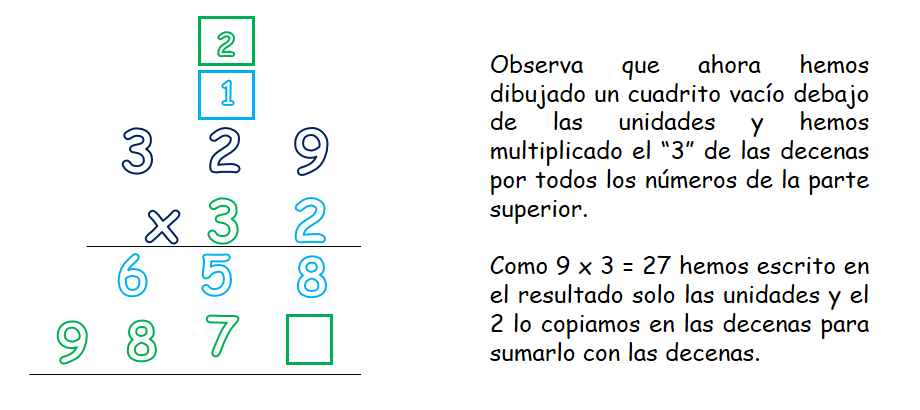 2
1
3 2 9
x 3 2
6 5 8
9 8 7
Observa que ahora hemos
dibujado un cuadrito vacío debajo
de las unidades y hemos
multiplicado el “3” de las decenas
por todos los números de la parte
superior.
Como 9 x 3 = 27 hemos escrito en
el resultado solo las unidades y el
2 lo copiamos en las decenas para
sumarlo con las decenas.